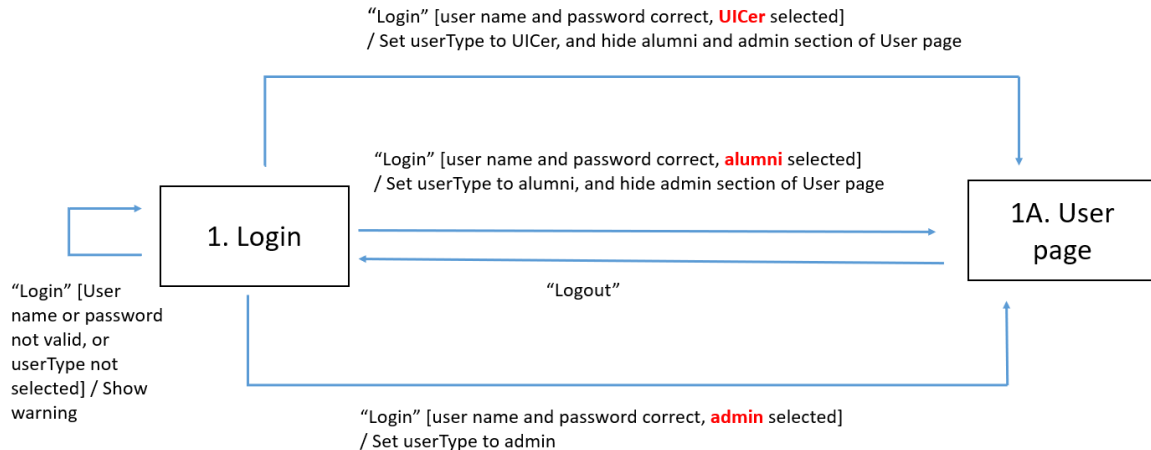 “Login” [user name and password correct, UICer selected]
/ Set userType to UICer, and hide alumni and admin section of User page
“Login” [user name and password correct, alumni selected]
/ Set userType to alumni, and hide admin section of User page
1. Login
1A. User
page
“Logout”
“Login” [User
name or password
not valid, or
userType not
selected] / Show
warning
“Login” [user name and password correct, admin selected]
/ Set userType to admin